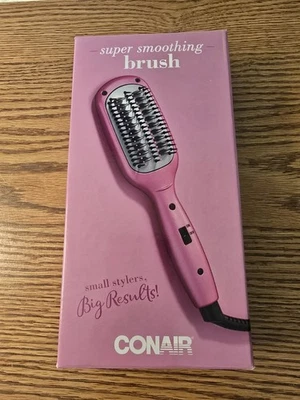 super smoothing
brush
small stylers,
Big Results!
CONAIR